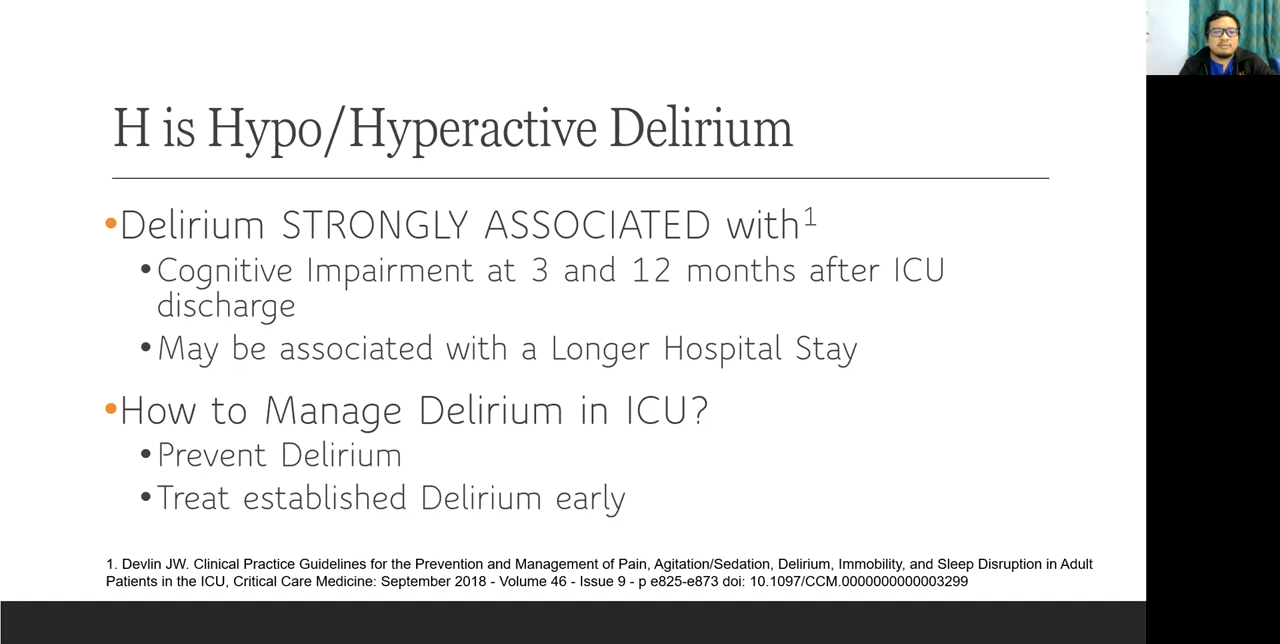 H is Hypo/Hyperactive Delirium
•Delirium STRONGLY ASSOCIATED with¹
•Cognitive Impairment at 3 and 12 months after ICU
discharge
•May be associated with a Longer Hospital Stay
•How to Manage Delirium in ICU?
•Prevent Delirium
•Treat established Delirium early
1. Devlin JW. Clinical Practice Guidelines for the Prevention and Management of Pain, Agitation/Sedation, Delirium, Immobility, and Sleep Disruption in Adult
Patients in the ICU, Critical Care Medicine: September 2018 - Volume 46 - Issue 9 - p e825-e873 doi: 10.1097/CCM.0000000000003299